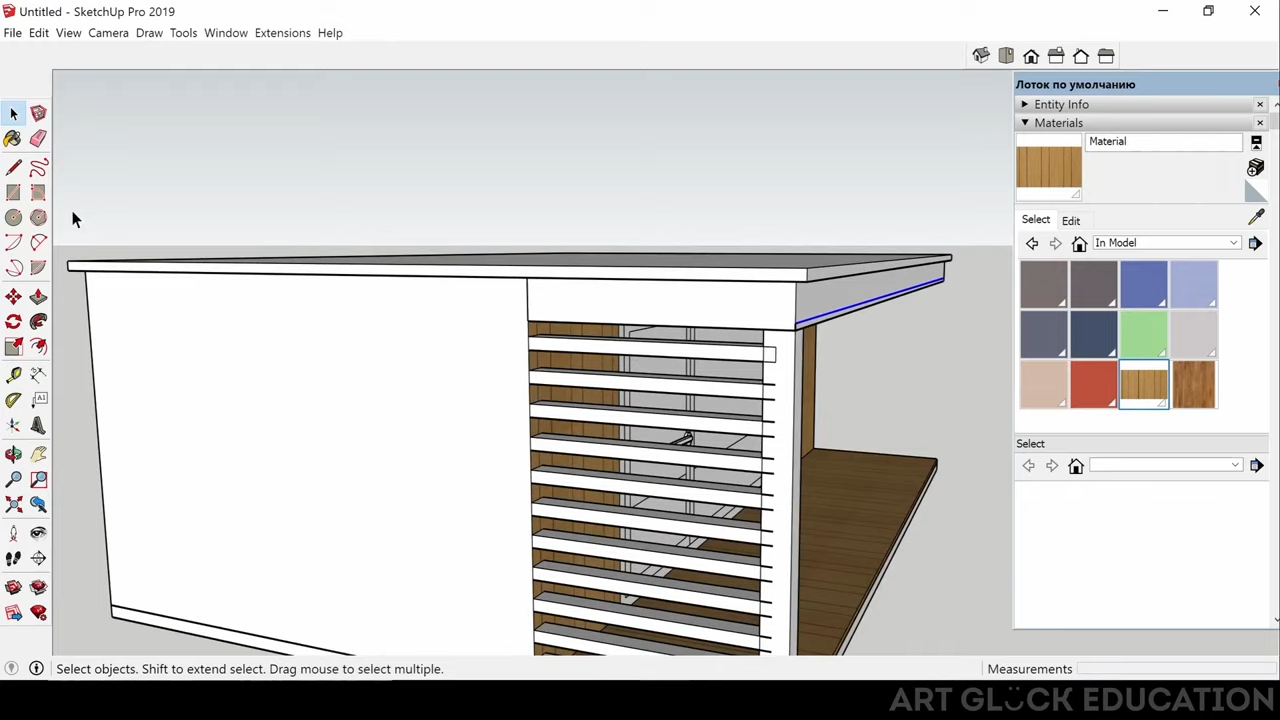 Untitled - SketchUp Pro 2019
File Edit View Camera Draw Tools Window Extensions Help
Лоток по умолчанию
Entity Info
Materials
Material
Select Edit
In Model
A1
Select
Select objects. Shift to extend select. Drag mouse to select multiple.
Measurements
ART GLÜCK EDUCATION